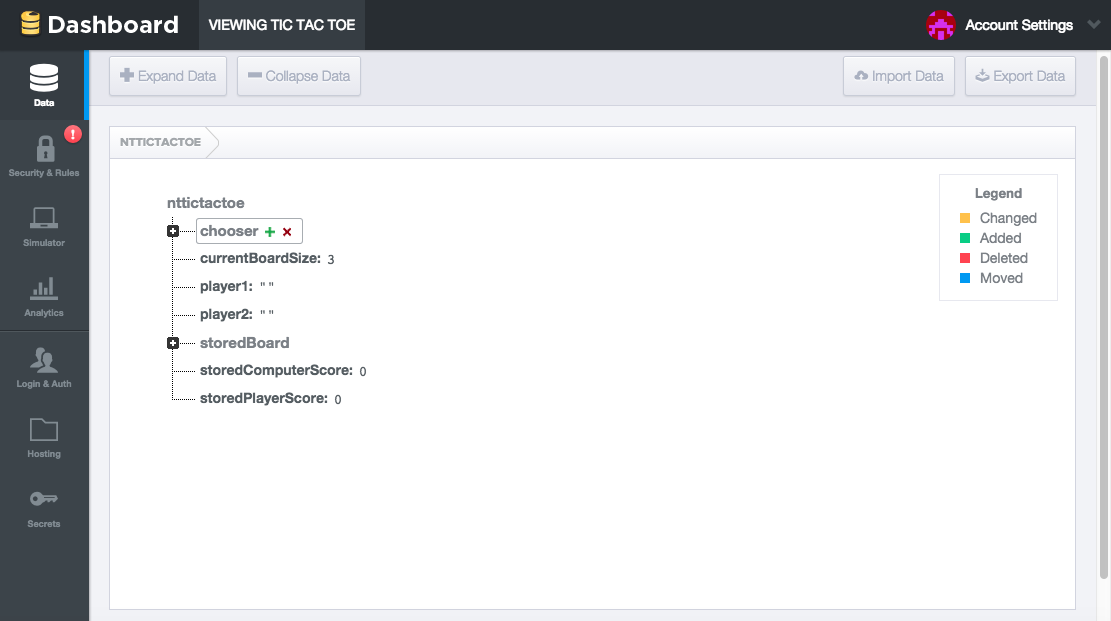 Dashboard VIEWING TIC TAC TOE Account Settings
Expand Data Collapse Data Import Data Export Data
Data
!
Security & Rules
Simulator
Analytics
Login & Auth
Hosting
Secrets
NTTICTACTOE
nttictactoe
chooser
currentBoardSize: 3
player1: " "
player2: " "
storedBoard
storedComputerScore: 0
storedPlayerScore: 0
Legend
Changed
Added
Deleted
Moved